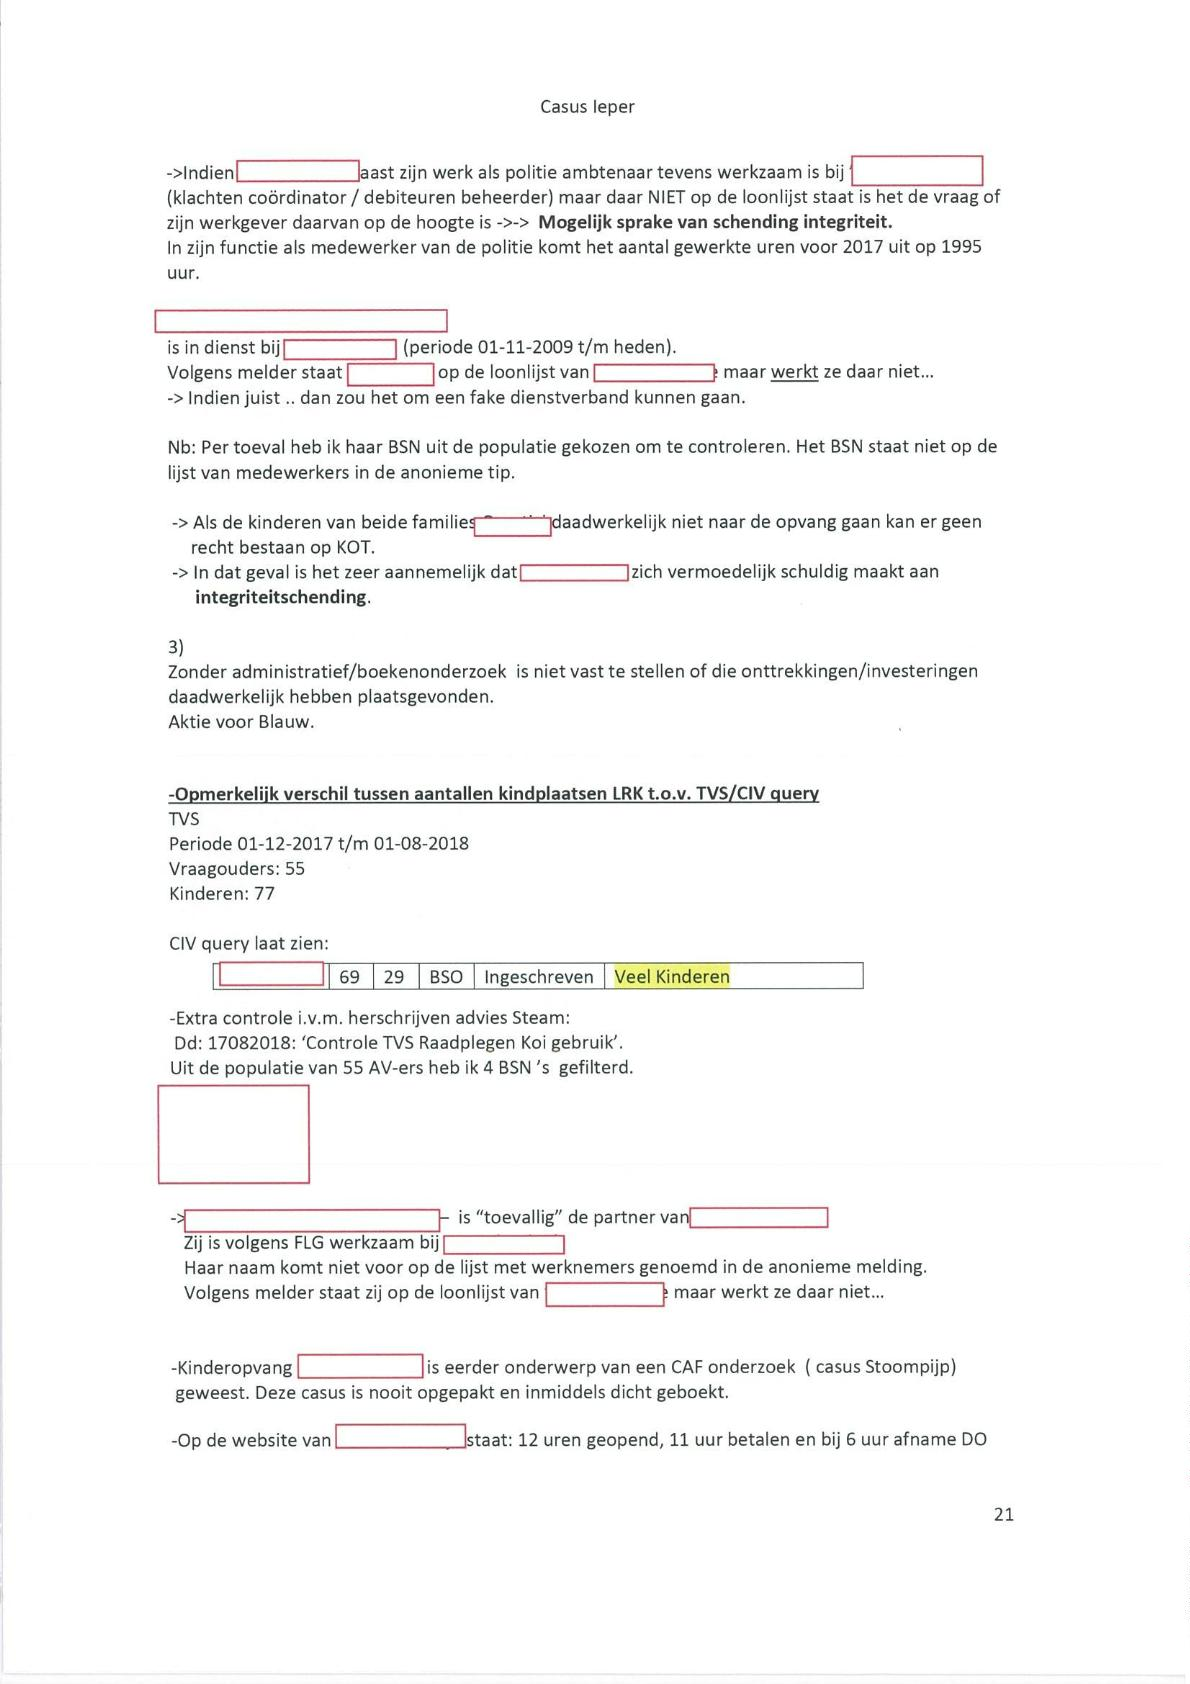 Casus Ieper
->Indien aast zijn werk als politie ambtenaar tevens werkzaam is bij
(klachten coördinator / debiteuren beheerder) maar daar NIET op de loonlijst staat is het de vraag of
zijn werkgever daarvan op de hoogte is ->-> Mogelijk sprake van schending integriteit.
In zijn functie als medewerker van de politie komt het aantal gewerkte uren voor 2017 uit op 1995
uur.
is in dienst bij (periode 01-11-2009 t/m heden).
Volgens melder staat op de loonlijst van maar werkt ze daar niet...
-> Indien juist .. dan zou het om een fake dienstverband kunnen gaan.
Nb: Per toeval heb ik haar BSN uit de populatie gekozen om te controleren. Het BSN staat niet op de
lijst van medewerkers in de anonieme tip.
-> Als de kinderen van beide families daadwerkelijk niet naar de opvang gaan kan er geen
recht bestaan op KOT.
-> In dat geval is het zeer aannemelijk dat zich vermoedelijk schuldig maakt aan
integriteitschending.
3)
Zonder administratief/boekenonderzoek is niet vast te stellen of die onttrekkingen/investeringen
daadwerkelijk hebben plaatsgevonden.
Aktie voor Blauw.
-Opmerkelijk verschil tussen aantallen kindplaatsen LRK t.o.v. TVS/CIV query
TVS
Periode 01-12-2017 t/m 01-08-2018
Vraagouders: 55
Kinderen: 77
CIV query laat zien:
69 29 BSO Ingeschreven Veel Kinderen
-Extra controle i.v.m. herschrijven advies Steam:
Dd: 17082018: ‘Controle TVS Raadplegen Koi gebruik’.
Uit de populatie van 55 AV-ers heb ik 4 BSN ’s gefilterd.
-> – is “toevallig” de partner van
Zij is volgens FLG werkzaam bij
Haar naam komt niet voor op de lijst met werknemers genoemd in de anonieme melding.
Volgens melder staat zij op de loonlijst van maar werkt ze daar niet...
-Kinderopvang is eerder onderwerp van een CAF onderzoek ( casus Stoompijp)
geweest. Deze casus is nooit opgepakt en inmiddels dicht geboekt.
-Op de website van staat: 12 uren geopend, 11 uur betalen en bij 6 uur afname DO
21